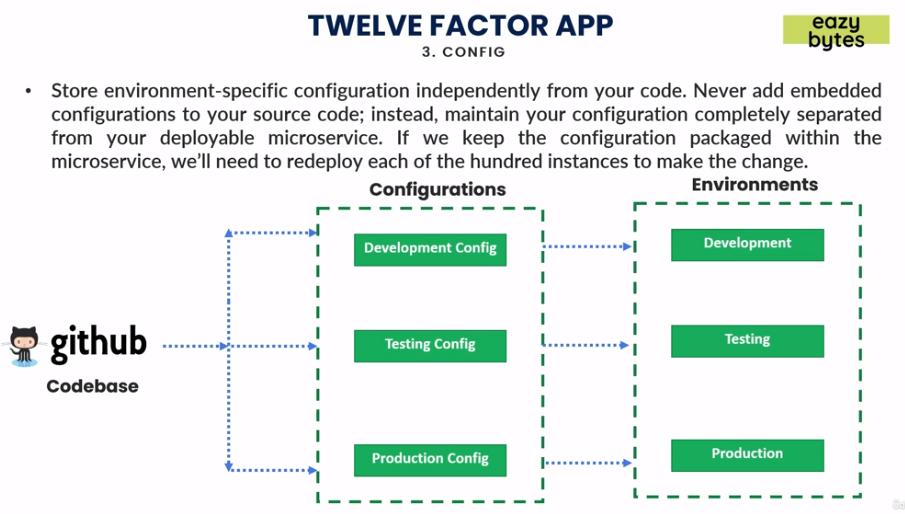 TWELVE FACTOR APP
eazy
bytes
3. CONFIG
• Store environment-specific configuration independently from your code. Never add embedded
configurations to your source code; instead, maintain your configuration completely separated
from your deployable microservice. If we keep the configuration packaged within the
microservice, we’ll need to redeploy each of the hundred instances to make the change.
Configurations
Environments
Development Config
Development
github
Codebase
Testing Config
Testing
Production Config
Production